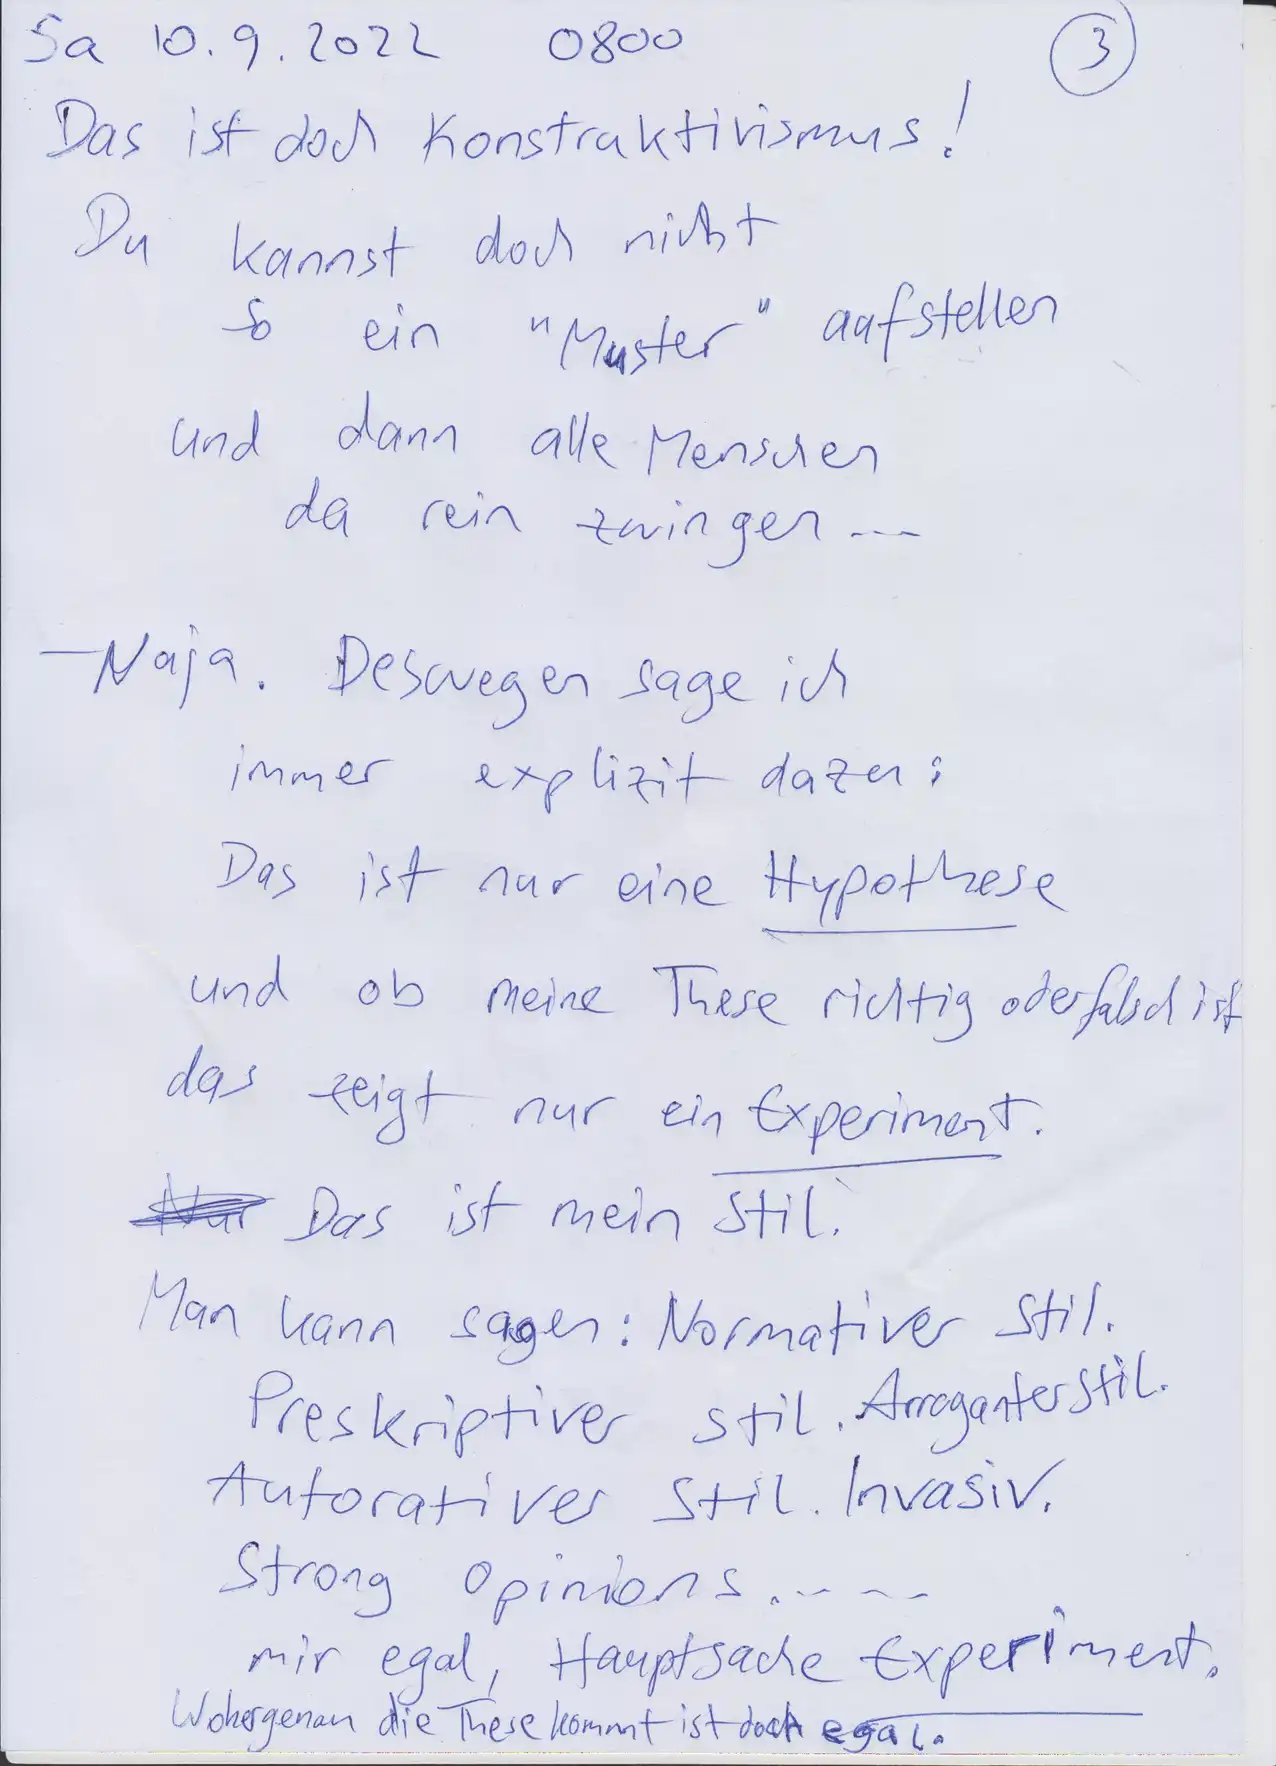 Sa 10.9.2022 0800 3
Das ist doch Konstruktivismus!
Du kannst doch nicht
so ein "Muster" aufstellen
und dann alle Menschen
da rein zwingen ---
— Naja. Deswegen sage ich
immer explizit dazu:
Das ist nur eine Hypothese
und ob meine These richtig oder falsch ist
das zeigt nur ein Experiment.
Nur Das ist mein Stil.
Man kann sagen: Normativer Stil.
Preskriptiver Stil. Arroganter Stil.
Autorativer Stil. Invasiv.
Strong Opinions.----
mir egal, Hauptsache Experiment.
Woher genau die These kommt ist doch egal.